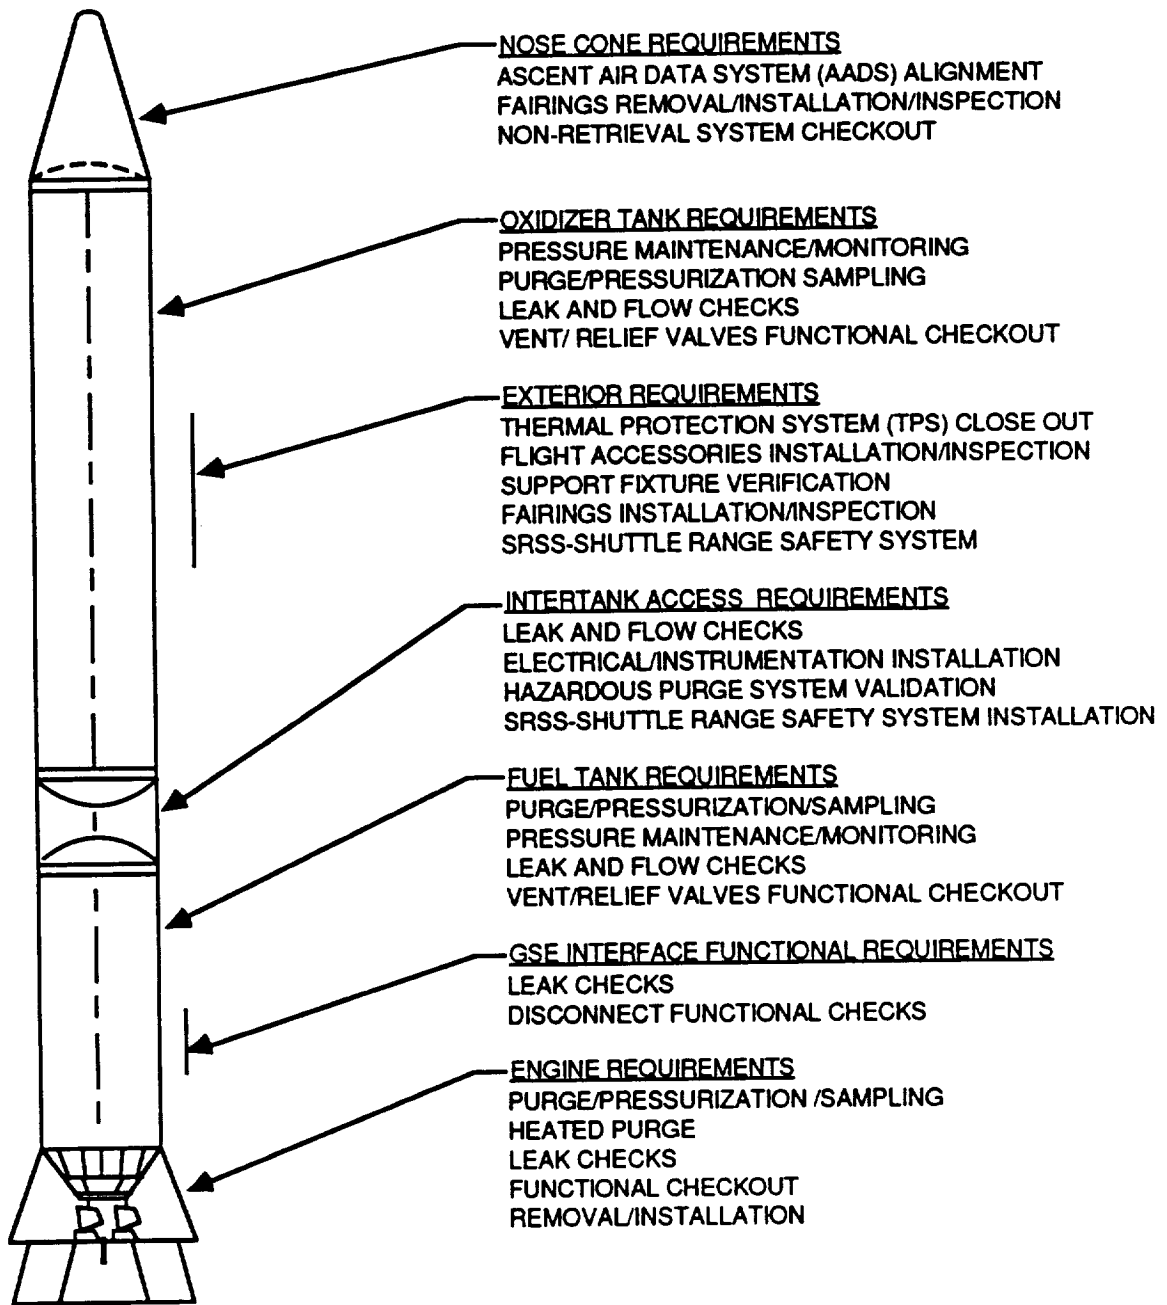 NOSE CONE REQUIREMENTS
ASCENT AIR DATA SYSTEM (AADS) ALIGNMENT
FAIRINGS REMOVAL/INSTALLATION/INSPECTION
NON-RETRIEVAL SYSTEM CHECKOUT
OXIDIZER TANK REQUIREMENTS
PRESSURE MAINTENANCE/MONITORING
PURGE/PRESSURIZATION SAMPLING
LEAK AND FLOW CHECKS
VENT/ RELIEF VALVES FUNCTIONAL CHECKOUT
EXTERIOR REQUIREMENTS
THERMAL PROTECTION SYSTEM (TPS) CLOSE OUT
FLIGHT ACCESSORIES INSTALLATION/INSPECTION
SUPPORT FIXTURE VERIFICATION
FAIRINGS INSTALLATION/INSPECTION
SRSS-SHUTTLE RANGE SAFETY SYSTEM
INTERTANK ACCESS REQUIREMENTS
LEAK AND FLOW CHECKS
ELECTRICAL/INSTRUMENTATION INSTALLATION
HAZARDOUS PURGE SYSTEM VALIDATION
SRSS-SHUTTLE RANGE SAFETY SYSTEM INSTALLATION
FUEL TANK REQUIREMENTS
PURGE/PRESSURIZATION/SAMPLING
PRESSURE MAINTENANCE/MONITORING
LEAK AND FLOW CHECKS
VENT/RELIEF VALVES FUNCTIONAL CHECKOUT
GSE INTERFACE FUNCTIONAL REQUIREMENTS
LEAK CHECKS
DISCONNECT FUNCTIONAL CHECKS
ENGINE REQUIREMENTS
PURGE/PRESSURIZATION /SAMPLING
HEATED PURGE
LEAK CHECKS
FUNCTIONAL CHECKOUT
REMOVAL/INSTALLATION